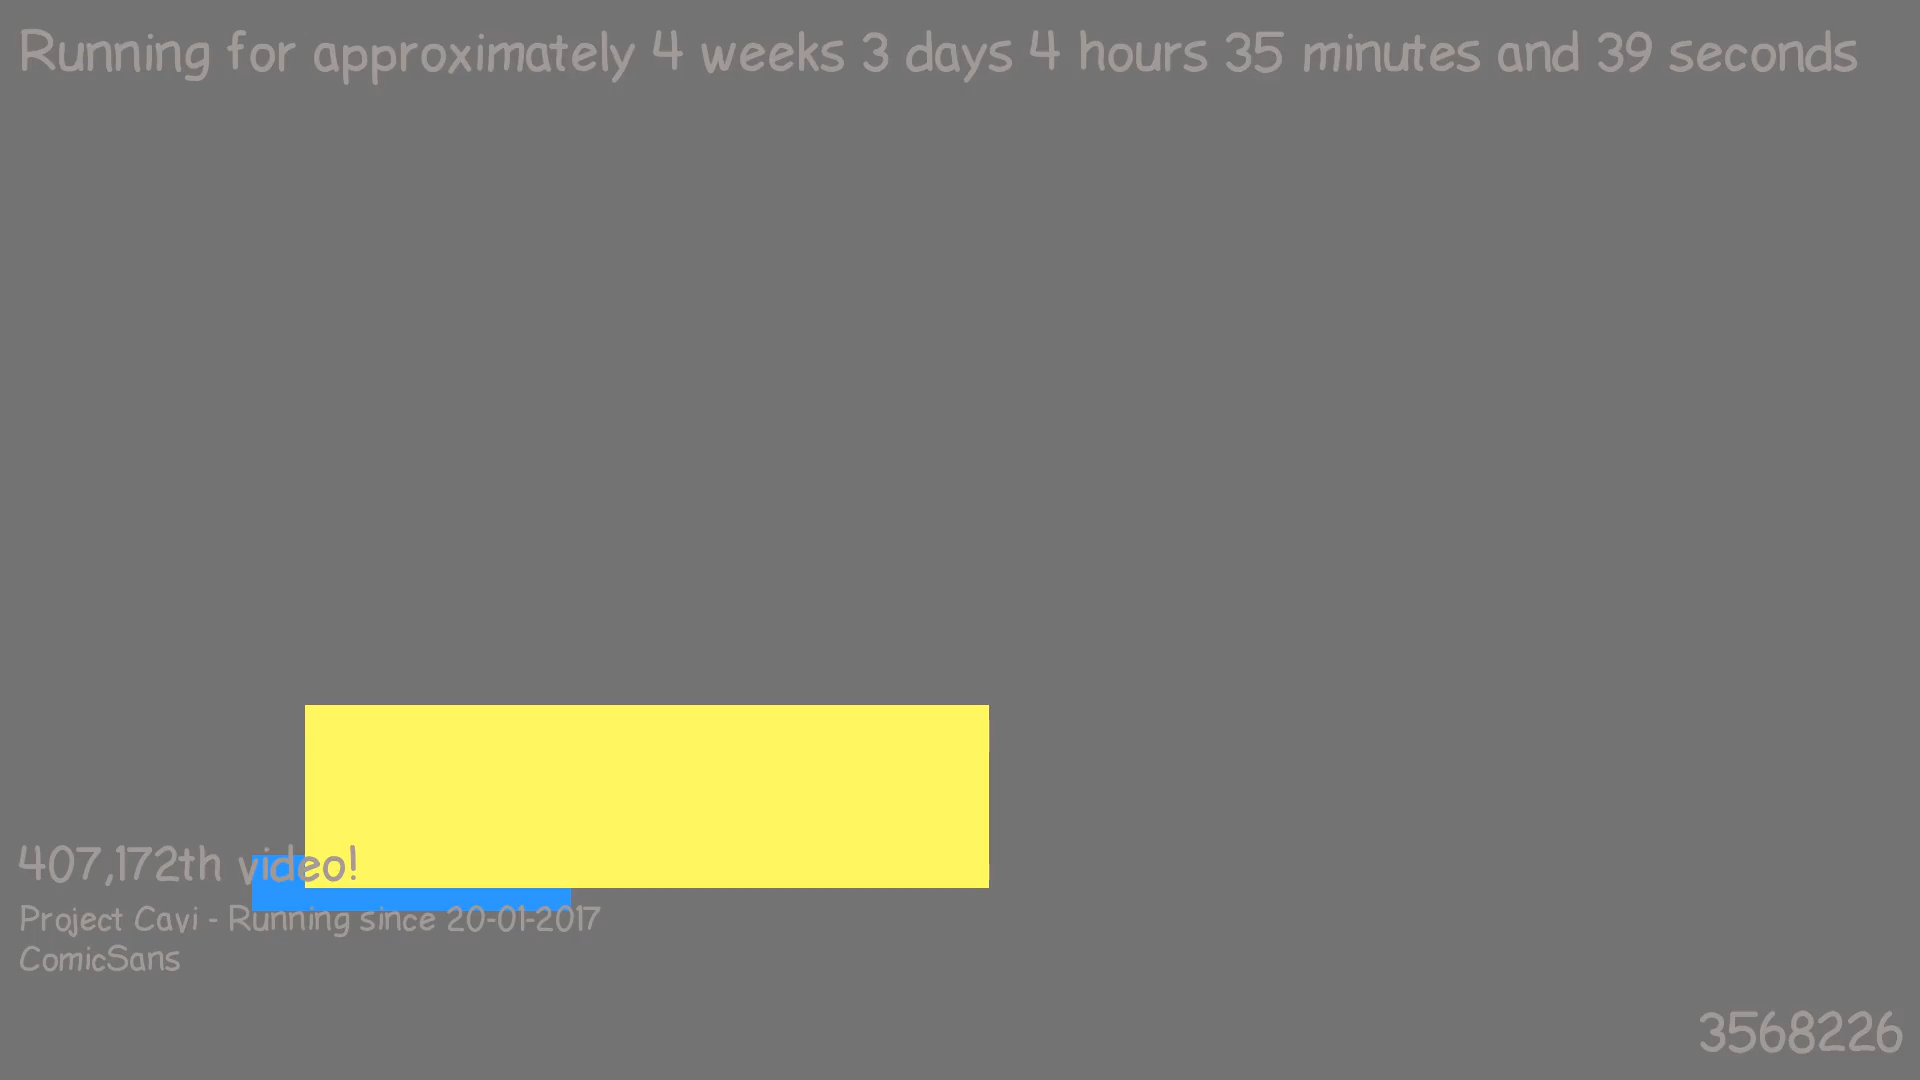 Running for approximately 4 weeks 3 days 4 hours 35 minutes and 39 seconds
407,172th video!
Project Cavi - Running since 20-01-2017
ComicSans
3568226